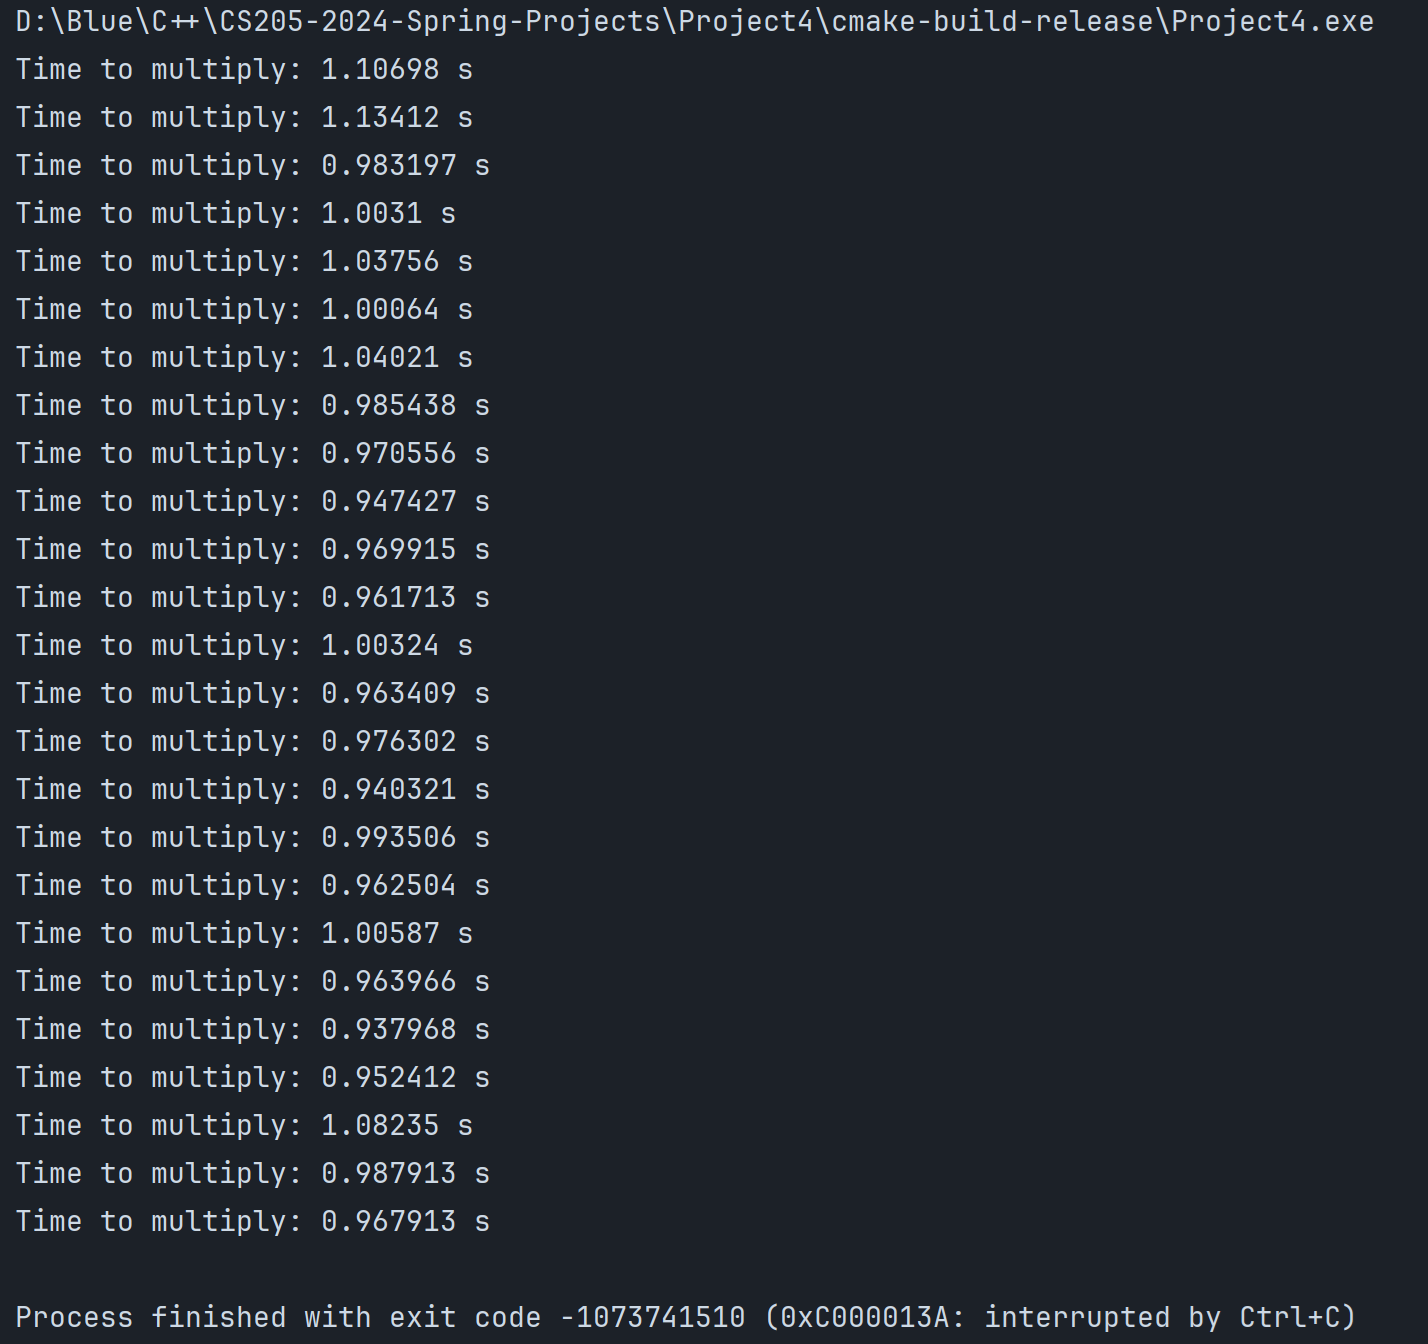 D:\Blue\C++\CS205-2024-Spring-Projects\Project4\cmake-build-release\Project4.exe
Time to multiply: 1.10698 s
Time to multiply: 1.13412 s
Time to multiply: 0.983197 s
Time to multiply: 1.0031 s
Time to multiply: 1.03756 s
Time to multiply: 1.00064 s
Time to multiply: 1.04021 s
Time to multiply: 0.985438 s
Time to multiply: 0.970556 s
Time to multiply: 0.947427 s
Time to multiply: 0.969915 s
Time to multiply: 0.961713 s
Time to multiply: 1.00324 s
Time to multiply: 0.963409 s
Time to multiply: 0.976302 s
Time to multiply: 0.940321 s
Time to multiply: 0.993506 s
Time to multiply: 0.962504 s
Time to multiply: 1.00587 s
Time to multiply: 0.963966 s
Time to multiply: 0.937968 s
Time to multiply: 0.952412 s
Time to multiply: 1.08235 s
Time to multiply: 0.987913 s
Time to multiply: 0.967913 s
Process finished with exit code -1073741510 (0xC000013A: interrupted by Ctrl+C)